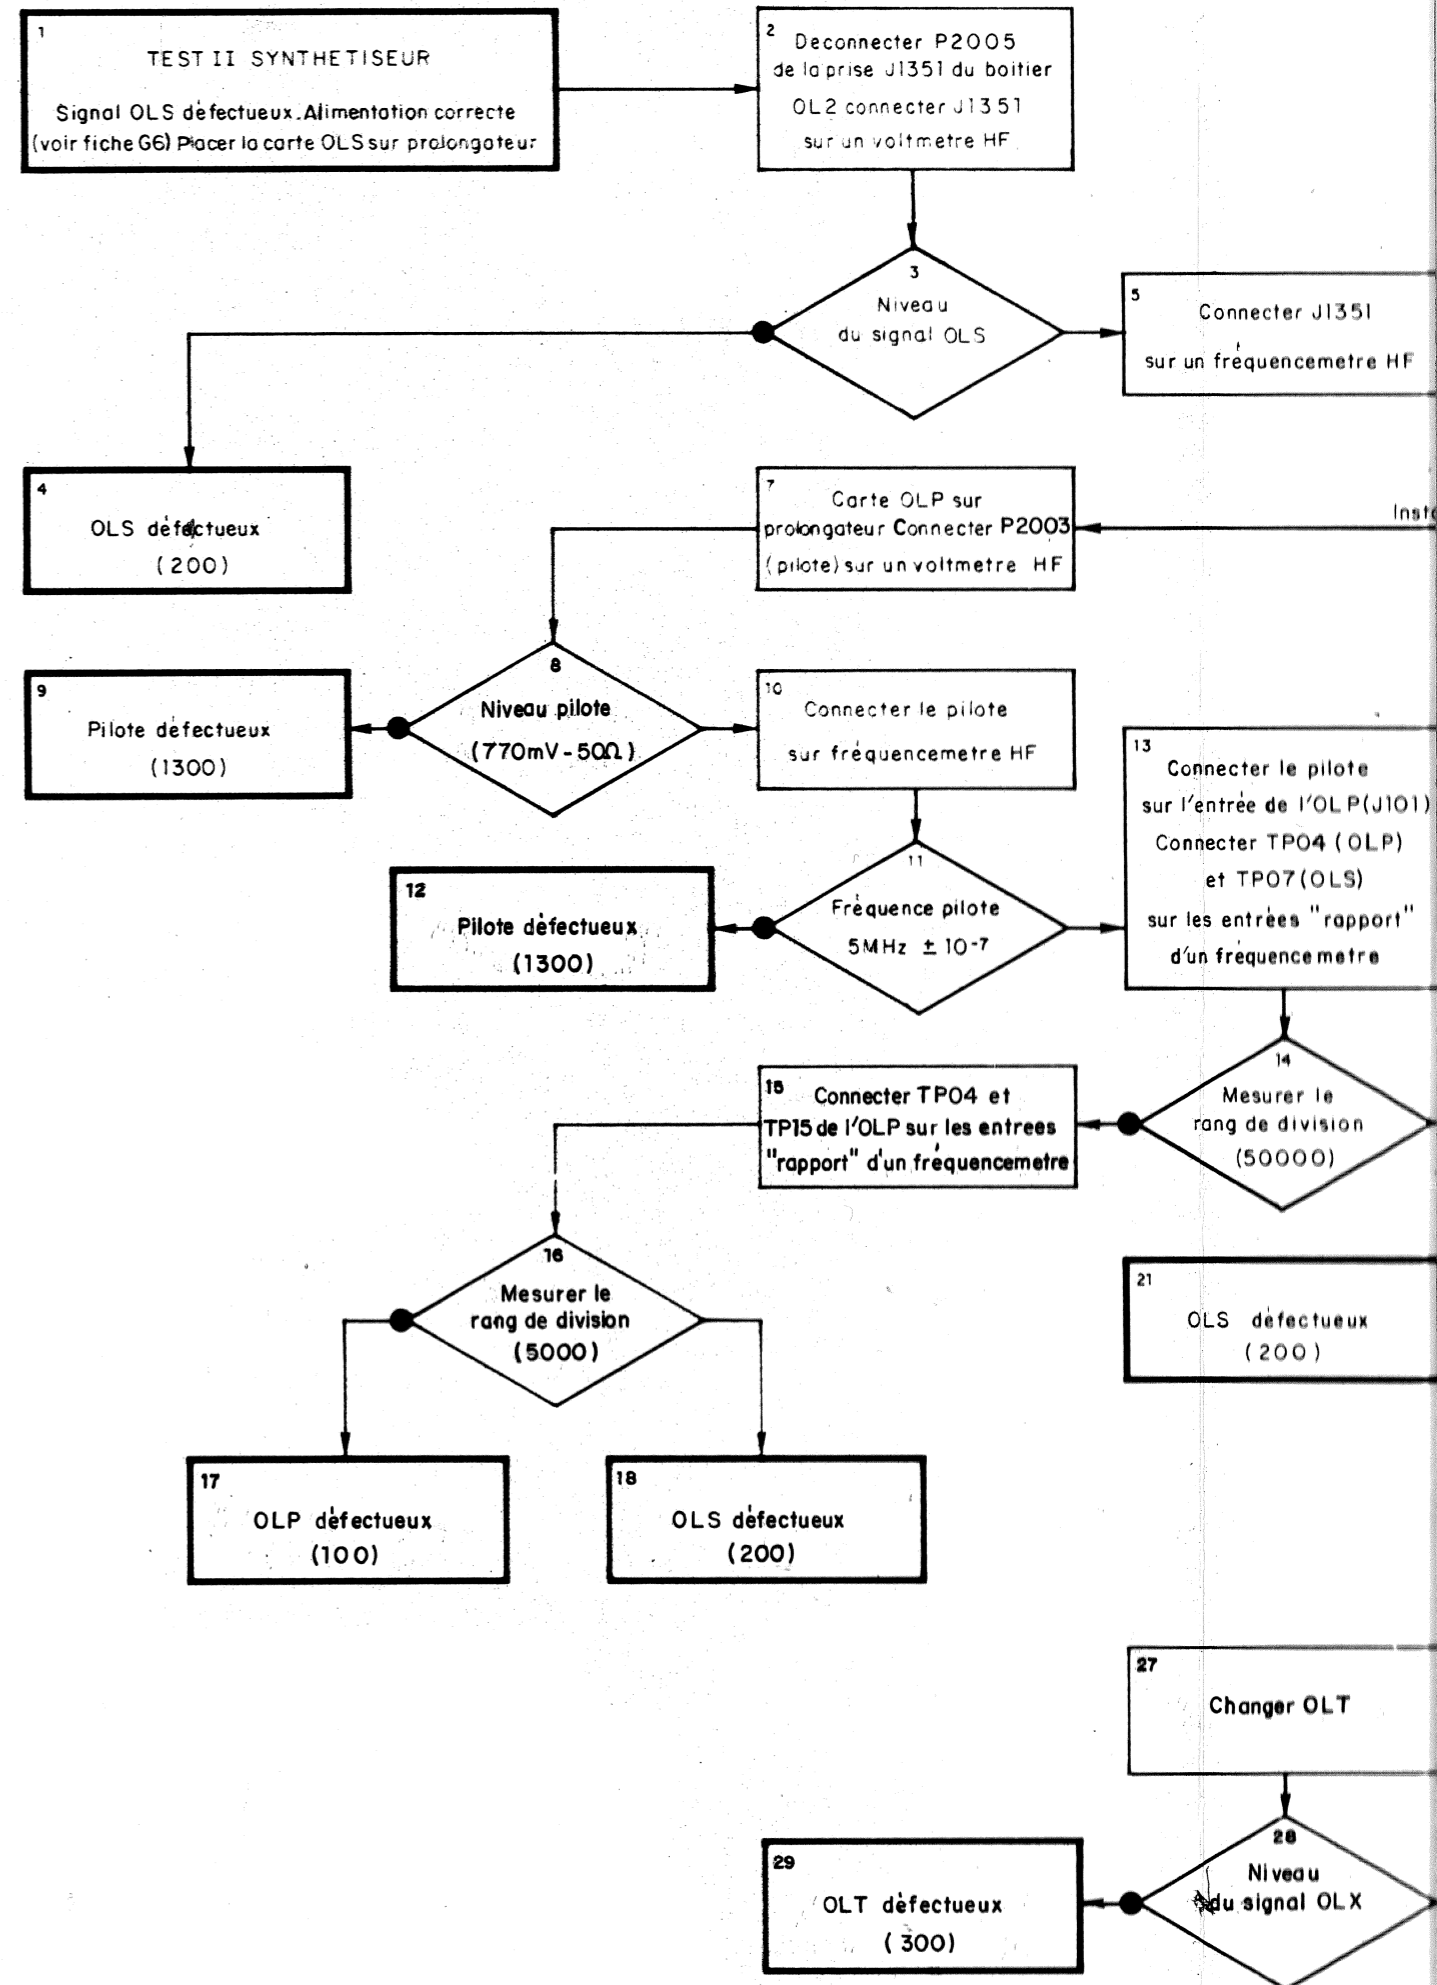 1
TEST II SYNTHETISEUR
Signal OLS défectueux. Alimentation correcte
(voir fiche G6) Placer la carte OLS sur prolongateur
2
Deconnecter P2005
de la prise J1351 du boitier
OL2 connecter J1351
sur un voltmetre HF
3
Niveau
du signal OLS
5
Connecter J1351
sur un fréquencemetre HF
4
OLS défectueux
(200)
7
Carte OLP sur
prolongateur Connecter P2003
(pilote) sur un voltmetre HF
8
Niveau pilote
(770mV-50Ω)
9
Pilote défectueux
(1300)
10
Connecter le pilote
sur fréquencemetre HF
11
Fréquence pilote
5MHz ± 10-7
12
Pilote défectueux
(1300)
13
Connecter le pilote
sur l'entrée de l'OLP(J101)
Connecter TP04 (OLP)
et TP07(OLS)
sur les entrées "rapport"
d'un fréquencemetre
14
Mesurer le
rang de division
(50000)
15
Connecter TP04 et
TP15 de l'OLP sur les entrees
"rapport" d'un fréquencemetre
16
Mesurer le
rang de division
(5000)
17
OLP défectueux
(100)
18
OLS défectueux
(200)
21
OLS défectueux
(200)
27
Changer OLT
28
Niveau
du signal OLX
29
OLT défectueux
(300)